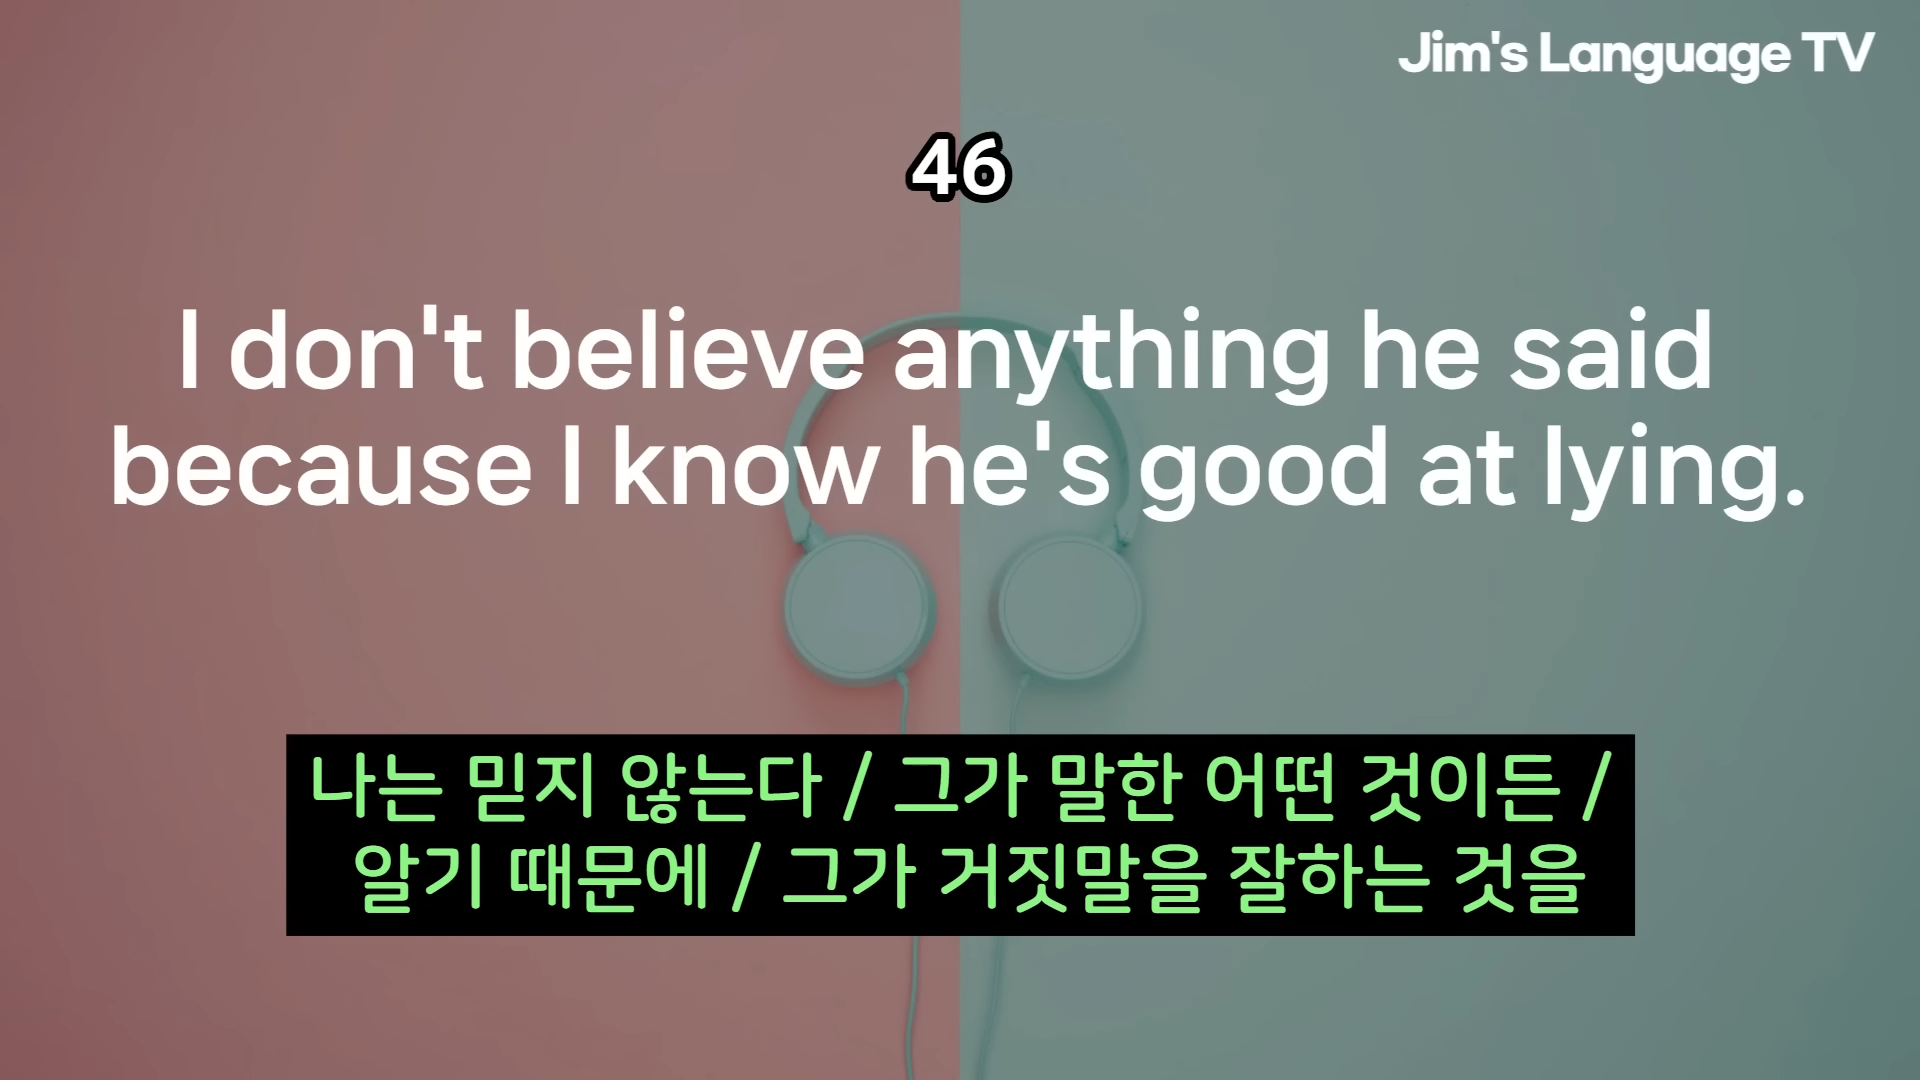 Jim's Language TV
46
I don't believe anything he said
because I know he's good at lying.
나는 믿지 않는다 / 그가 말한 어떤 것이든 /
알기 때문에 / 그가 거짓말을 잘하는 것을